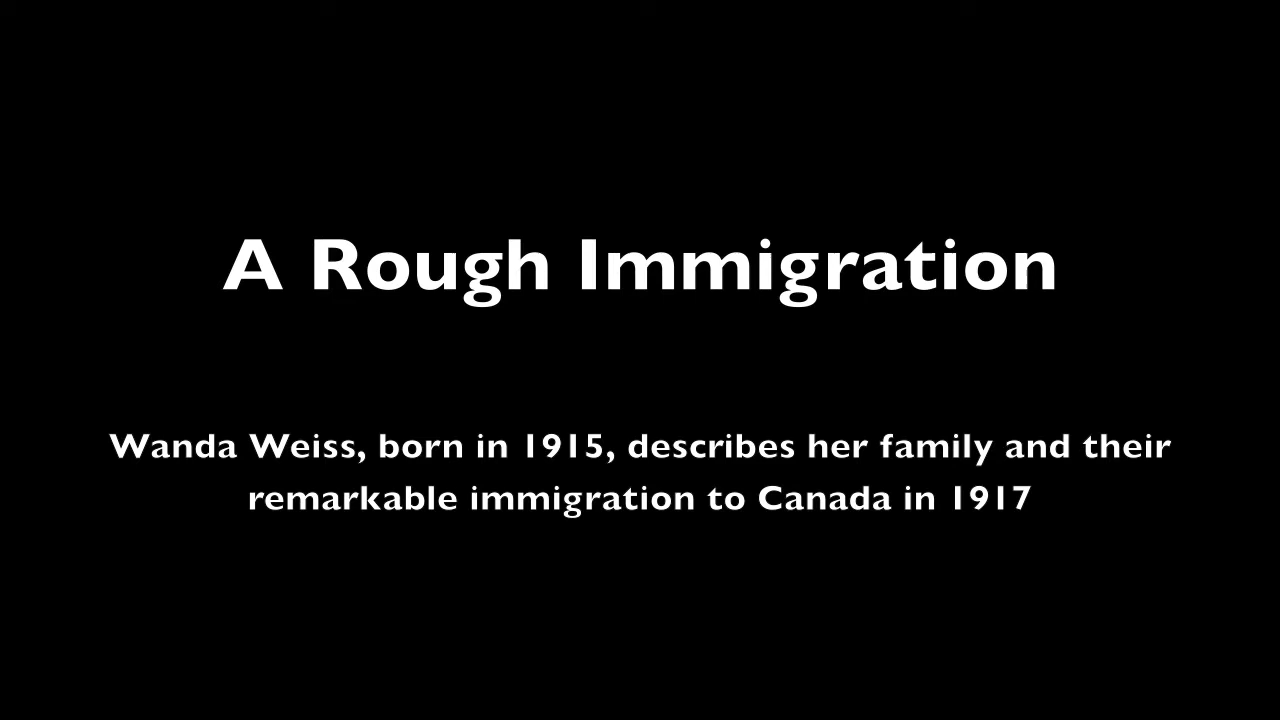 A Rough Immigration
Wanda Weiss, born in 1915, describes her family and their
remarkable immigration to Canada in 1917